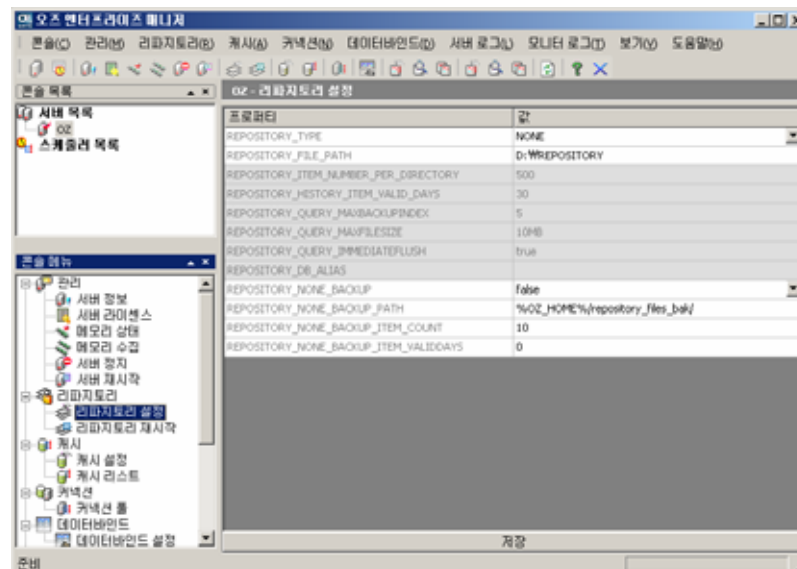 오즈 엔터프라이즈 매니저
콘솔(C) 관리(M) 리파지토리(R) 캐시(A) 커넥션(N) 데이터바인드(D) 서버 로그(L) 모니터 로그(T) 보기(V) 도움말(H)
콘솔 목록
서버 목록
OZ
스케줄러 목록
콘솔 메뉴
관리
서버 정보
서버 라이센스
메모리 상태
메모리 수집
서버 정지
서버 재시작
리파지토리
리파지토리 설정
리파지토리 재시작
캐시
캐시 설정
캐시 리스트
커넥션
커넥션 풀
데이터바인드
데이터바인드 설정
OZ - 리파지토리 설정
프로퍼티 값
REPOSITORY_TYPE NONE
REPOSITORY_FILE_PATH D:₩REPOSITORY
REPOSITORY_ITEM_NUMBER_PER_DIRECTORY 500
REPOSITORY_HISTORY_ITEM_VALID_DAYS 30
REPOSITORY_QUERY_MAXBACKUPINDEX 5
REPOSITORY_QUERY_MAXFILESIZE 10MB
REPOSITORY_QUERY_IMMEDIATEFLUSH true
REPOSITORY_DB_ALIAS
REPOSITORY_NONE_BACKUP false
REPOSITORY_NONE_BACKUP_PATH %OZ_HOME%/repository_files_bak/
REPOSITORY_NONE_BACKUP_ITEM_COUNT 10
REPOSITORY_NONE_BACKUP_ITEM_VALIDDAYS 0
저장
준비